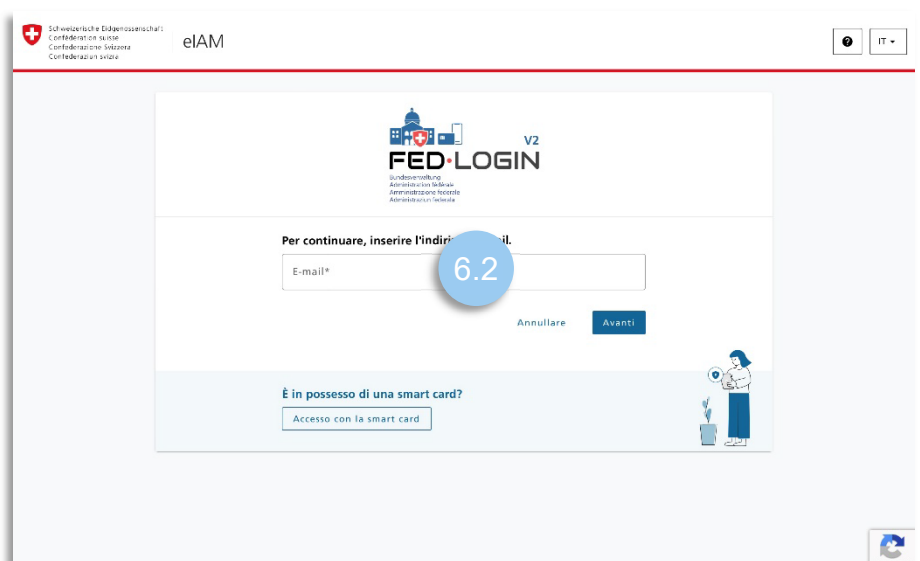 Schweizerische Eidgenossenschaft
Confédération suisse
Confederazione Svizzera
Confederaziun svizra
eIAM
IT
V2
FED·LOGIN
Bundesverwaltung
Administration fédérale
Amministrazione federale
Administraziun federala
Per continuare, inserire l'indiri il.
E-mail*
6.2
Annullare
Avanti
È in possesso di una smart card?
Accesso con la smart card